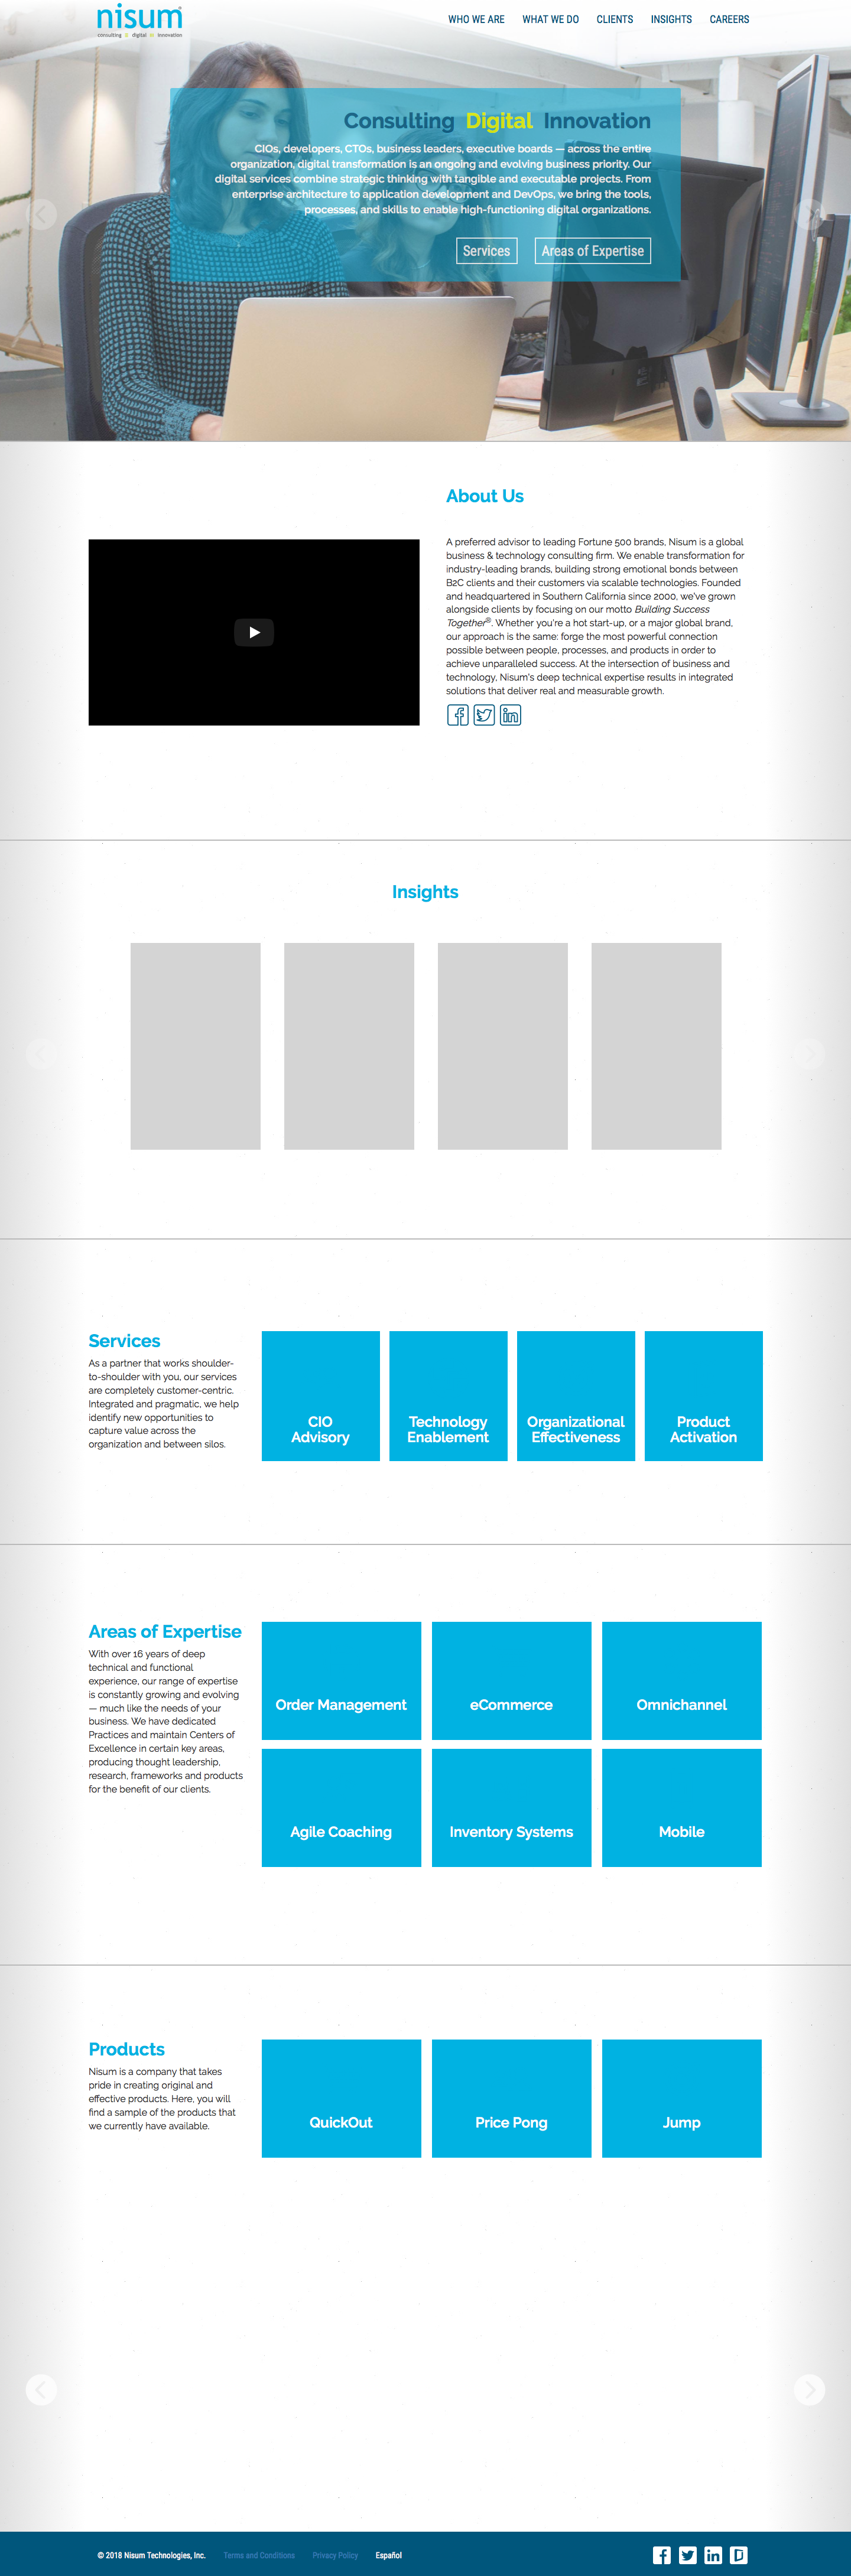 nisum
consulting digital innovation
WHO WE ARE WHAT WE DO CLIENTS INSIGHTS CAREERS
Consulting Digital Innovation
CIOs, developers, CTOs, business leaders, executive boards — across the entire
organization, digital transformation is an ongoing and evolving business priority. Our
digital services combine strategic thinking with tangible and executable projects. From
enterprise architecture to application development and DevOps, we bring the tools,
processes, and skills to enable high-functioning digital organizations.
Services Areas of Expertise
About Us
A preferred advisor to leading Fortune 500 brands, Nisum is a global
business & technology consulting firm. We enable transformation for
industry-leading brands, building strong emotional bonds between
B2C clients and their customers via scalable technologies. Founded
and headquartered in Southern California since 2000, we've grown
alongside clients by focusing on our motto Building Success
Together®. Whether you're a hot start-up, or a major global brand,
our approach is the same: forge the most powerful connection
possible between people, processes, and products in order to
achieve unparalleled success. At the intersection of business and
technology, Nisum's deep technical expertise results in integrated
solutions that deliver real and measurable growth.
Insights
Services
As a partner that works shoulder-
to-shoulder with you, our services
are completely customer-centric.
Integrated and pragmatic, we help
identify new opportunities to
capture value across the
organization and between silos.
CIO
Advisory
Technology
Enablement
Organizational
Effectiveness
Product
Activation
Areas of Expertise
With over 16 years of deep
technical and functional
experience, our range of expertise
is constantly growing and evolving
— much like the needs of your
business. We have dedicated
Practices and maintain Centers of
Excellence in certain key areas,
producing thought leadership,
research, frameworks and products
for the benefit of our clients.
Order Management eCommerce Omnichannel
Agile Coaching Inventory Systems Mobile
Products
Nisum is a company that takes
pride in creating original and
effective products. Here, you will
find a sample of the products that
we currently have available.
QuickOut Price Pong Jump
© 2018 Nisum Technologies, Inc. Terms and Conditions Privacy Policy Español